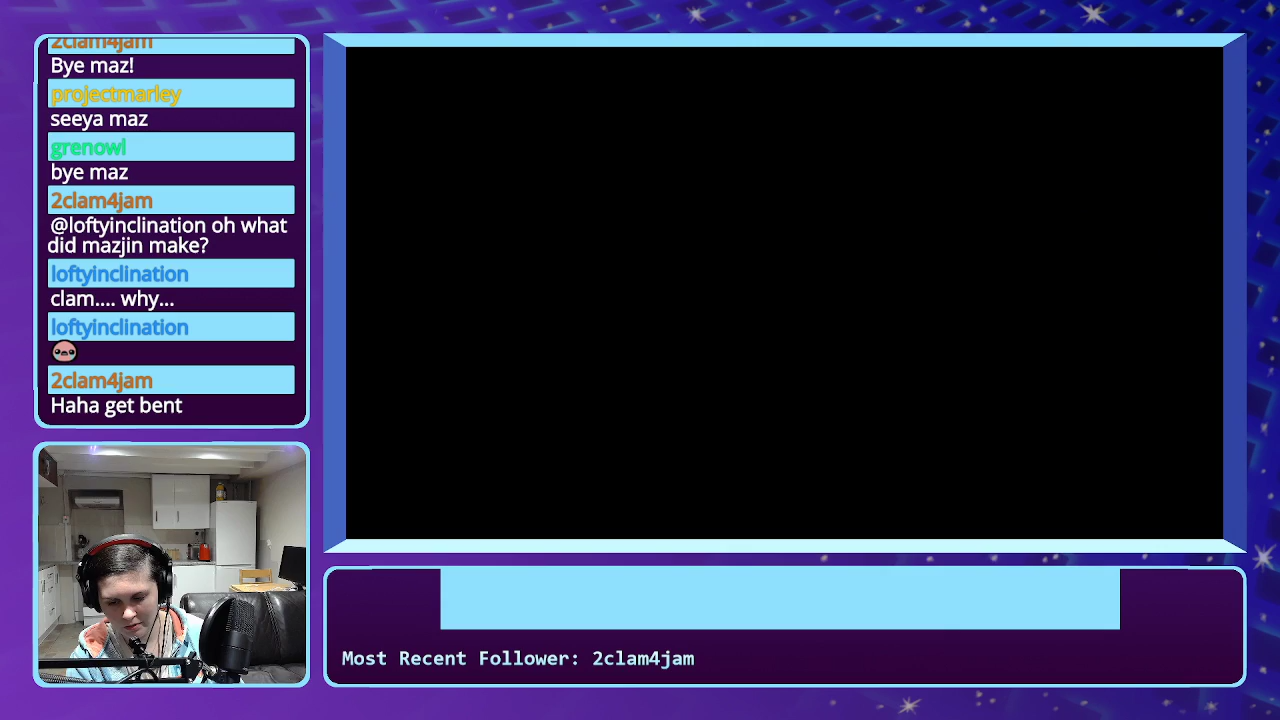 2clam4jam
Bye maz!
projectmarley
seeya maz
grenowl
bye maz
2clam4jam
@loftyinclination oh what
did mazjin make?
loftyinclination
clam.... why...
loftyinclination
2clam4jam
Haha get bent
Most Recent Follower: 2clam4jam